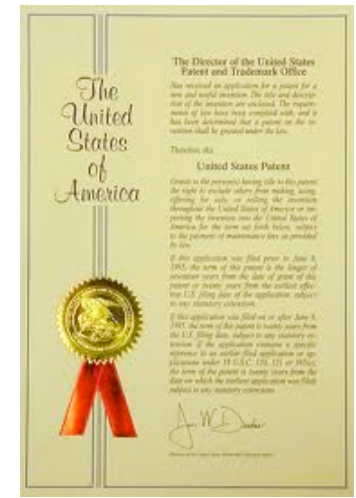 The
United
States
of
America
The Director of the United States
Patent and Trademark Office
Has received an application for a patent for a
new and useful invention. The title and descrip-
tion of the invention are enclosed. The require-
ments of law have been complied with, and it
has been determined that a patent on the in-
vention shall be granted under the law.
Therefore, this
United States Patent
Grants to the person(s) having title to this patent
the right to exclude others from making, using,
offering for sale, or selling the invention
throughout the United States of America or im-
porting the invention into the United States of
America for the term set forth below, subject
to the payment of maintenance fees as provided
by law.
If this application was filed prior to June 8,
1995, the term of this patent is the longer of
seventeen years from the date of grant of this
patent or twenty years from the earliest effec-
tive U.S. filing date of the application, subject
to any statutory extension.
If this application was filed on or after June 8,
1995, the term of this patent is twenty years from
the U.S. filing date, subject to any statutory ex-
tension. If the application contains a specific
reference to an earlier filed application or ap-
plications under 35 U.S.C. 120, 121 or 365(c),
the term of the patent is twenty years from the
date on which the earliest application was filed,
subject to any statutory extensions.